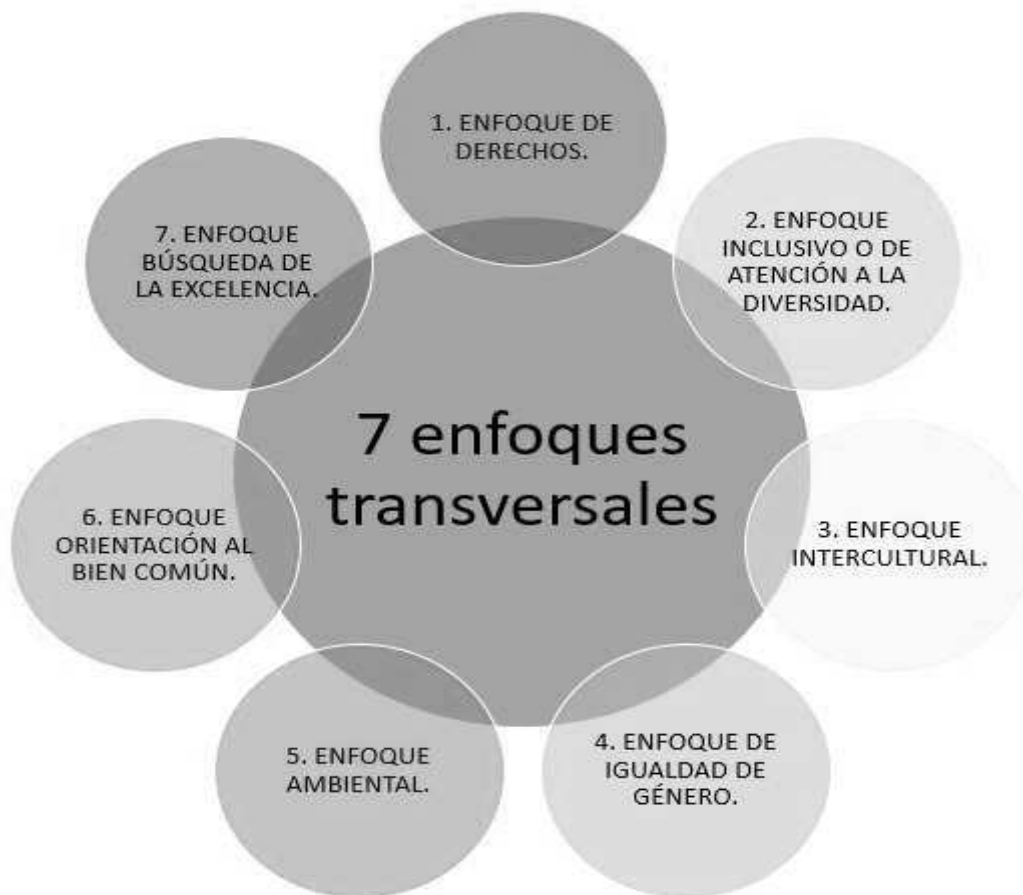 1. ENFOQUE DE
DERECHOS.
2. ENFOQUE
INCLUSIVO O DE
ATENCIÓN A LA
DIVERSIDAD.
3. ENFOQUE
INTERCULTURAL.
4. ENFOQUE DE
IGUALDAD DE
GÉNERO.
5. ENFOQUE
AMBIENTAL.
6. ENFOQUE
ORIENTACIÓN AL
BIEN COMÚN.
7. ENFOQUE
BÚSQUEDA DE
LA EXCELENCIA.
7 enfoques
transversales